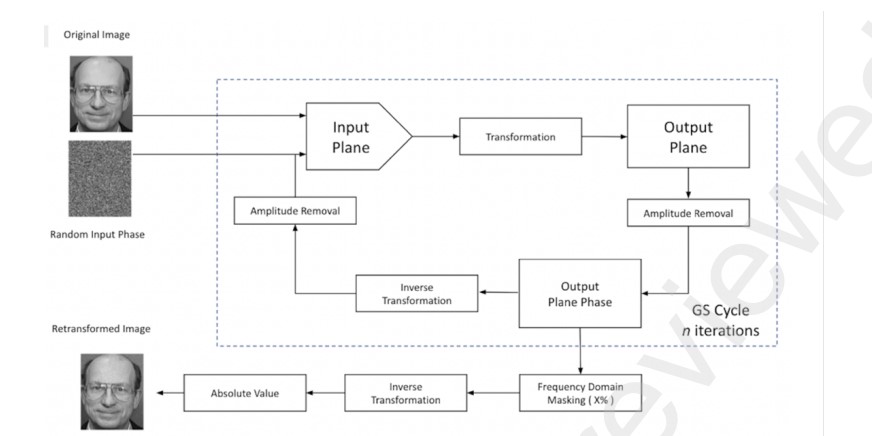 Original Image
Input
Plane
Transformation
Output
Plane
Random Input Phase
Amplitude Removal
Amplitude Removal
Inverse
Transformation
Output
Plane Phase
GS Cycle
n iterations
Retransformed Image
Absolute Value
Inverse
Transformation
Frequency Domain
Masking ( X% )